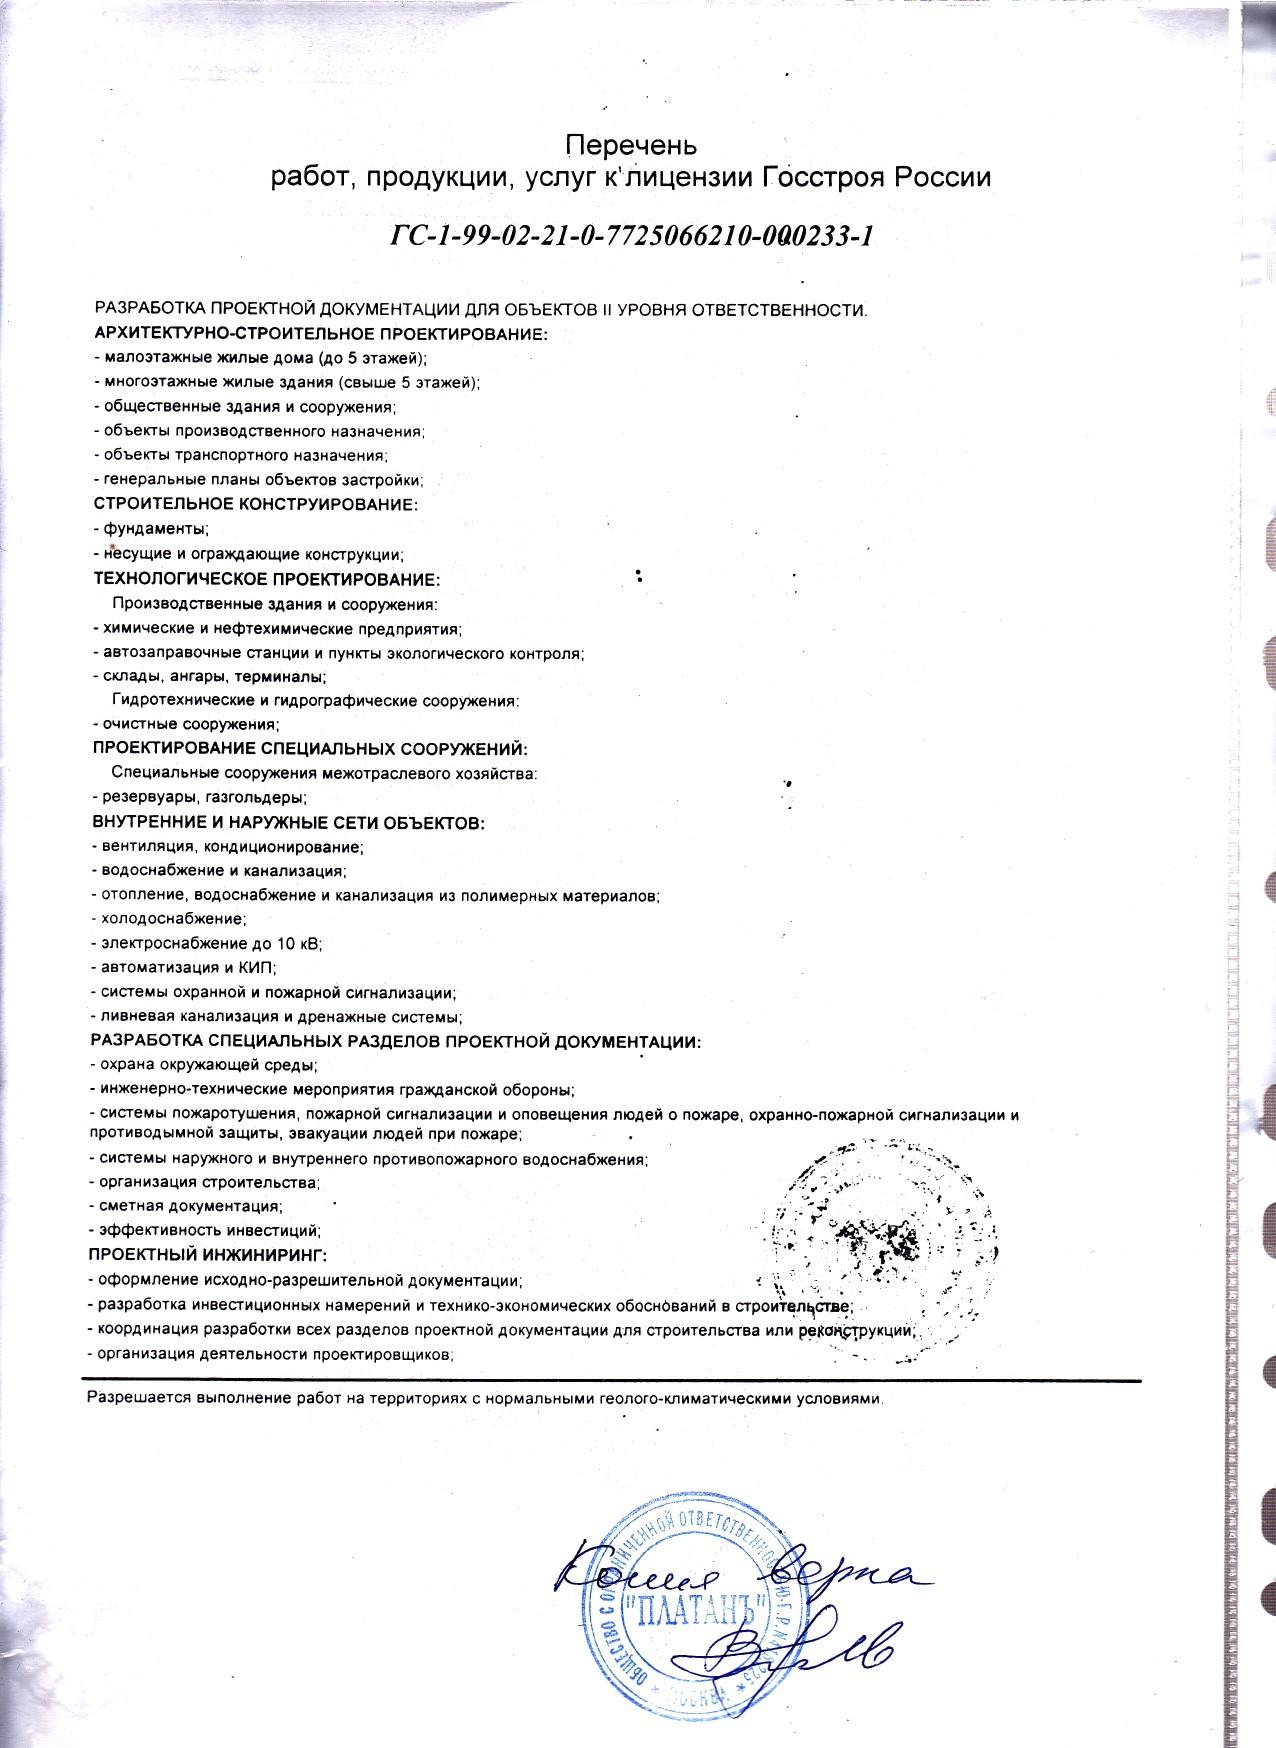 Перечень
работ, продукции, услуг к лицензии Госстроя России
ГС-1-99-02-21-0-7725066210-000233-1
РАЗРАБОТКА ПРОЕКТНОЙ ДОКУМЕНТАЦИИ ДЛЯ ОБЪЕКТОВ II УРОВНЯ ОТВЕТСТВЕННОСТИ.
АРХИТЕКТУРНО-СТРОИТЕЛЬНОЕ ПРОЕКТИРОВАНИЕ:
- малоэтажные жилые дома (до 5 этажей);
- многоэтажные жилые здания (свыше 5 этажей);
- общественные здания и сооружения;
- объекты производственного назначения;
- объекты транспортного назначения;
- генеральные планы объектов застройки;
СТРОИТЕЛЬНОЕ КОНСТРУИРОВАНИЕ:
- фундаменты;
- несущие и ограждающие конструкции;
ТЕХНОЛОГИЧЕСКОЕ ПРОЕКТИРОВАНИЕ:
Производственные здания и сооружения:
- химические и нефтехимические предприятия;
- автозаправочные станции и пункты экологического контроля;
- склады, ангары, терминалы;
Гидротехнические и гидрографические сооружения:
- очистные сооружения;
ПРОЕКТИРОВАНИЕ СПЕЦИАЛЬНЫХ СООРУЖЕНИЙ:
Специальные сооружения межотраслевого хозяйства:
- резервуары, газгольдеры;
ВНУТРЕННИЕ И НАРУЖНЫЕ СЕТИ ОБЪЕКТОВ:
- вентиляция, кондиционирование;
- водоснабжение и канализация;
- отопление, водоснабжение и канализация из полимерных материалов;
- холодоснабжение;
- электроснабжение до 10 кВ;
- автоматизация и КИП;
- системы охранной и пожарной сигнализации;
- ливневая канализация и дренажные системы;
РАЗРАБОТКА СПЕЦИАЛЬНЫХ РАЗДЕЛОВ ПРОЕКТНОЙ ДОКУМЕНТАЦИИ:
- охрана окружающей среды;
- инженерно-технические мероприятия гражданской обороны;
- системы пожаротушения, пожарной сигнализации и оповещения людей о пожаре, охранно-пожарной сигнализации и
противодымной защиты, эвакуации людей при пожаре;
- системы наружного и внутреннего противопожарного водоснабжения;
- организация строительства;
- сметная документация;
- эффективность инвестиций;
ПРОЕКТНЫЙ ИНЖИНИРИНГ:
- оформление исходно-разрешительной документации;
- разработка инвестиционных намерений и технико-экономических обоснований в строительстве;
- координация разработки всех разделов проектной документации для строительства или реконструкции;
- организация деятельности проектировщиков;
Разрешается выполнение работ на территориях с нормальными геолого-климатическими условиями.
Копия верна
ОБЩЕСТВО С ОГРАНИЧЕННОЙ ОТВЕТСТВЕННОСТЬЮ
"ПЛАТАНЪ"
МОСКВА